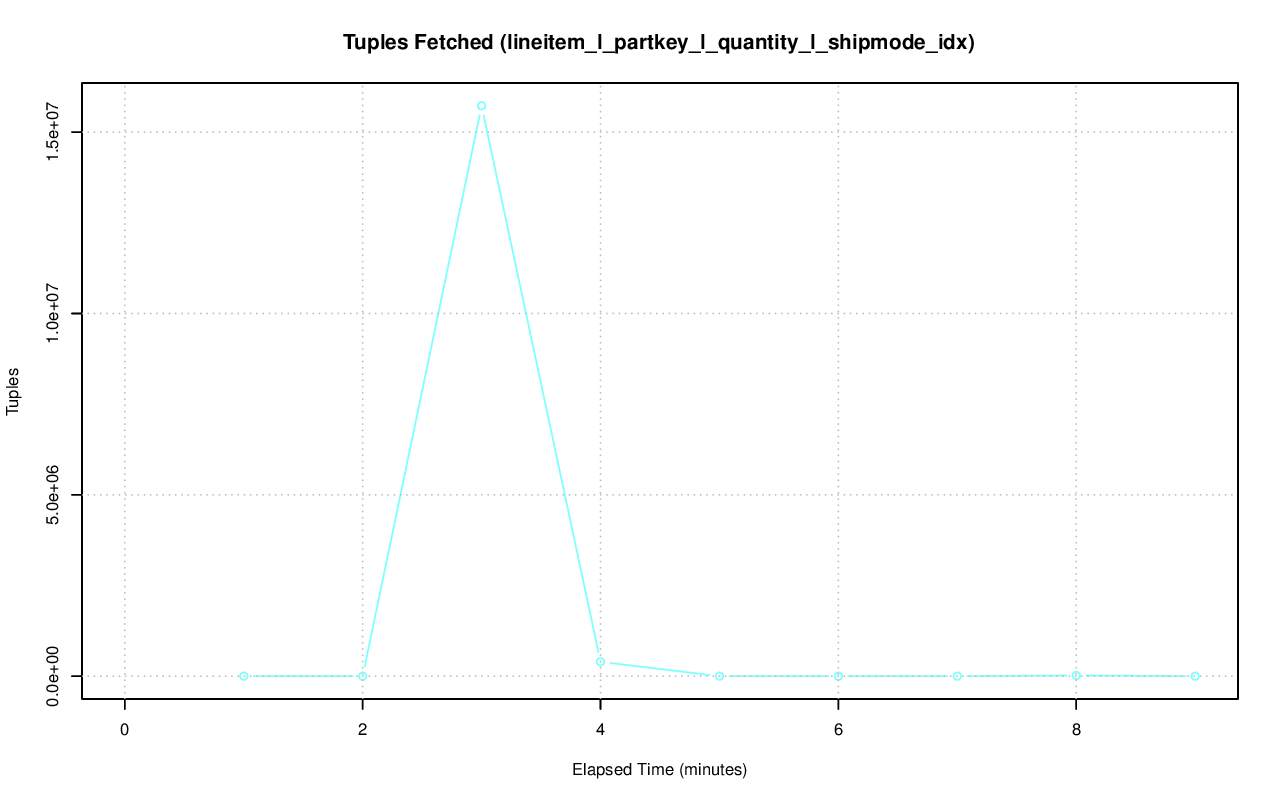 Tuples Fetched (lineitem_l_partkey_l_quantity_l_shipmode_idx)
1.5e+07
1.0e+07
5.0e+06
0.0e+00
Tuples
0 2 4 6 8
Elapsed Time (minutes)